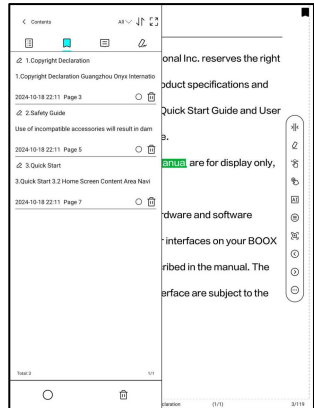 Contents
All
1.Copyright Declaration
1.Copyright Declaration Guangzhou Onyx Internatio
2024-10-18 22:11 Page 3
2.Safety Guide
Use of incompatible accessories will result in dam
2024-10-18 22:11 Page 5
3.Quick Start
3.Quick Start 3.2 Home Screen Content Area Navi
2024-10-18 22:11 Page 7
Total:3
1/1
onal Inc. reserves the right
oduct specifications and
Quick Start Guide and User
e.
anual are for display only,
rdware and software
r interfaces on your BOOX
cribed in the manual. The
erface are subject to the
AI
claration
(1/1)
3/119